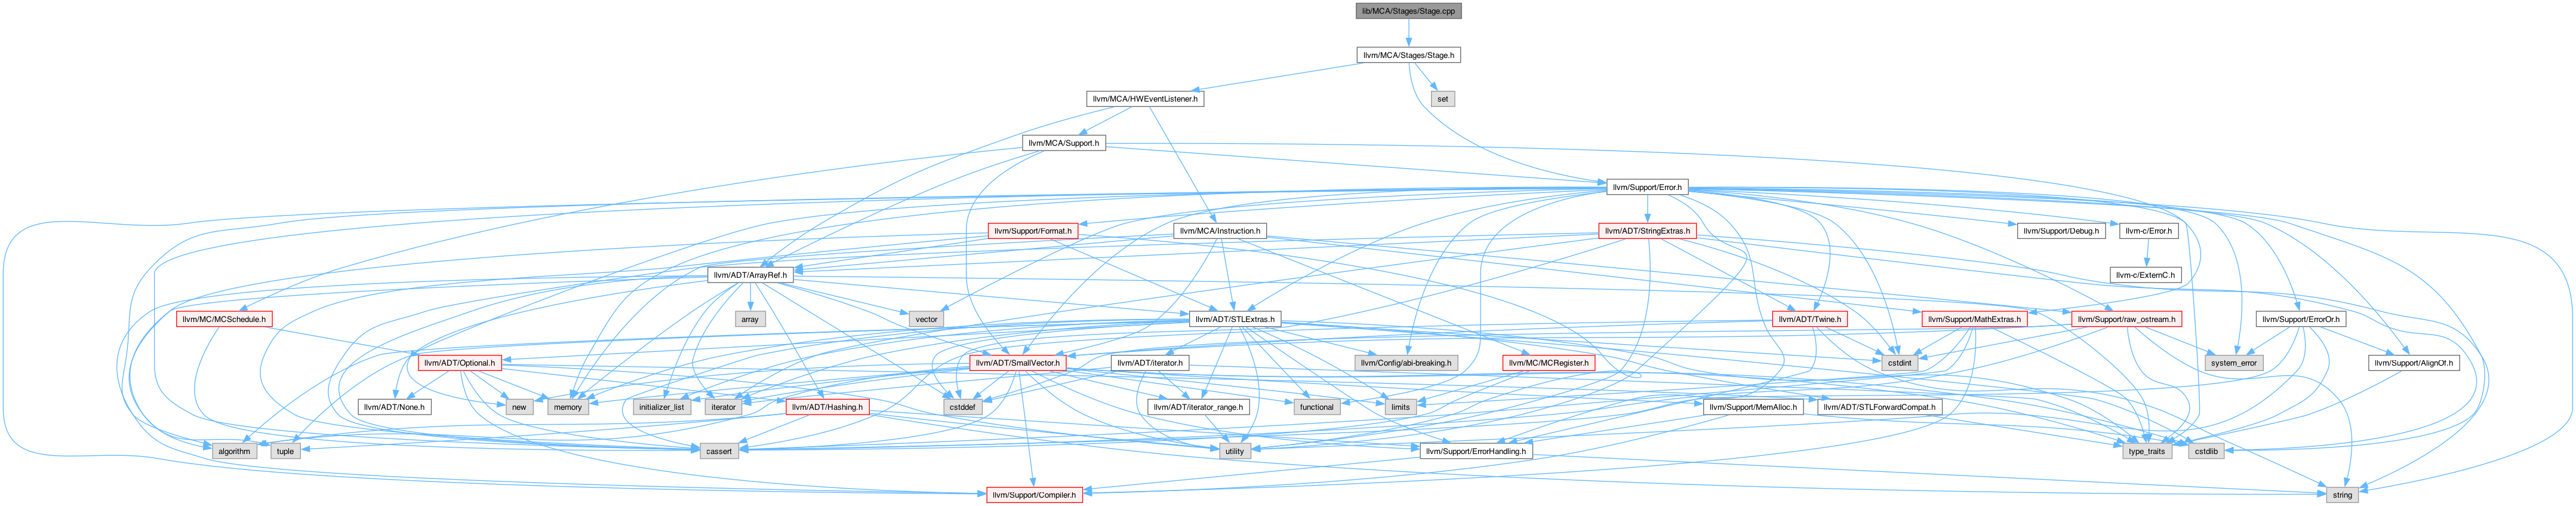 lib/MCA/Stages/Stage.cpp
llvm/MCA/Stages/Stage.h
llvm/MCA/HWEventListener.h
set
llvm/MCA/Support.h
llvm/Support/Error.h
llvm/Support/Format.h
llvm/MCA/Instruction.h
llvm/ADT/StringExtras.h
llvm/Support/Debug.h
llvm-c/Error.h
llvm/ADT/ArrayRef.h
llvm-c/ExternC.h
llvm/MC/MCSchedule.h
array
vector
llvm/ADT/STLExtras.h
llvm/ADT/Twine.h
llvm/Support/MathExtras.h
llvm/Support/raw_ostream.h
llvm/Support/ErrorOr.h
llvm/ADT/Optional.h
llvm/ADT/SmallVector.h
llvm/ADT/iterator.h
llvm/Config/abi-breaking.h
llvm/MC/MCRegister.h
cstdint
system_error
llvm/Support/AlignOf.h
llvm/ADT/None.h
new
memory
initializer_list
iterator
llvm/ADT/Hashing.h
cstddef
llvm/ADT/iterator_range.h
functional
limits
llvm/Support/MemAlloc.h
llvm/ADT/STLForwardCompat.h
algorithm
tuple
cassert
utility
llvm/Support/ErrorHandling.h
type_traits
cstdlib
llvm/Support/Compiler.h
string